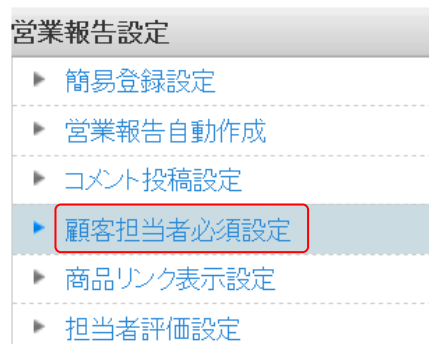 営業報告設定
簡易登録設定
営業報告自動作成
コメント投稿設定
顧客担当者必須設定
商品リンク表示設定
担当者評価設定